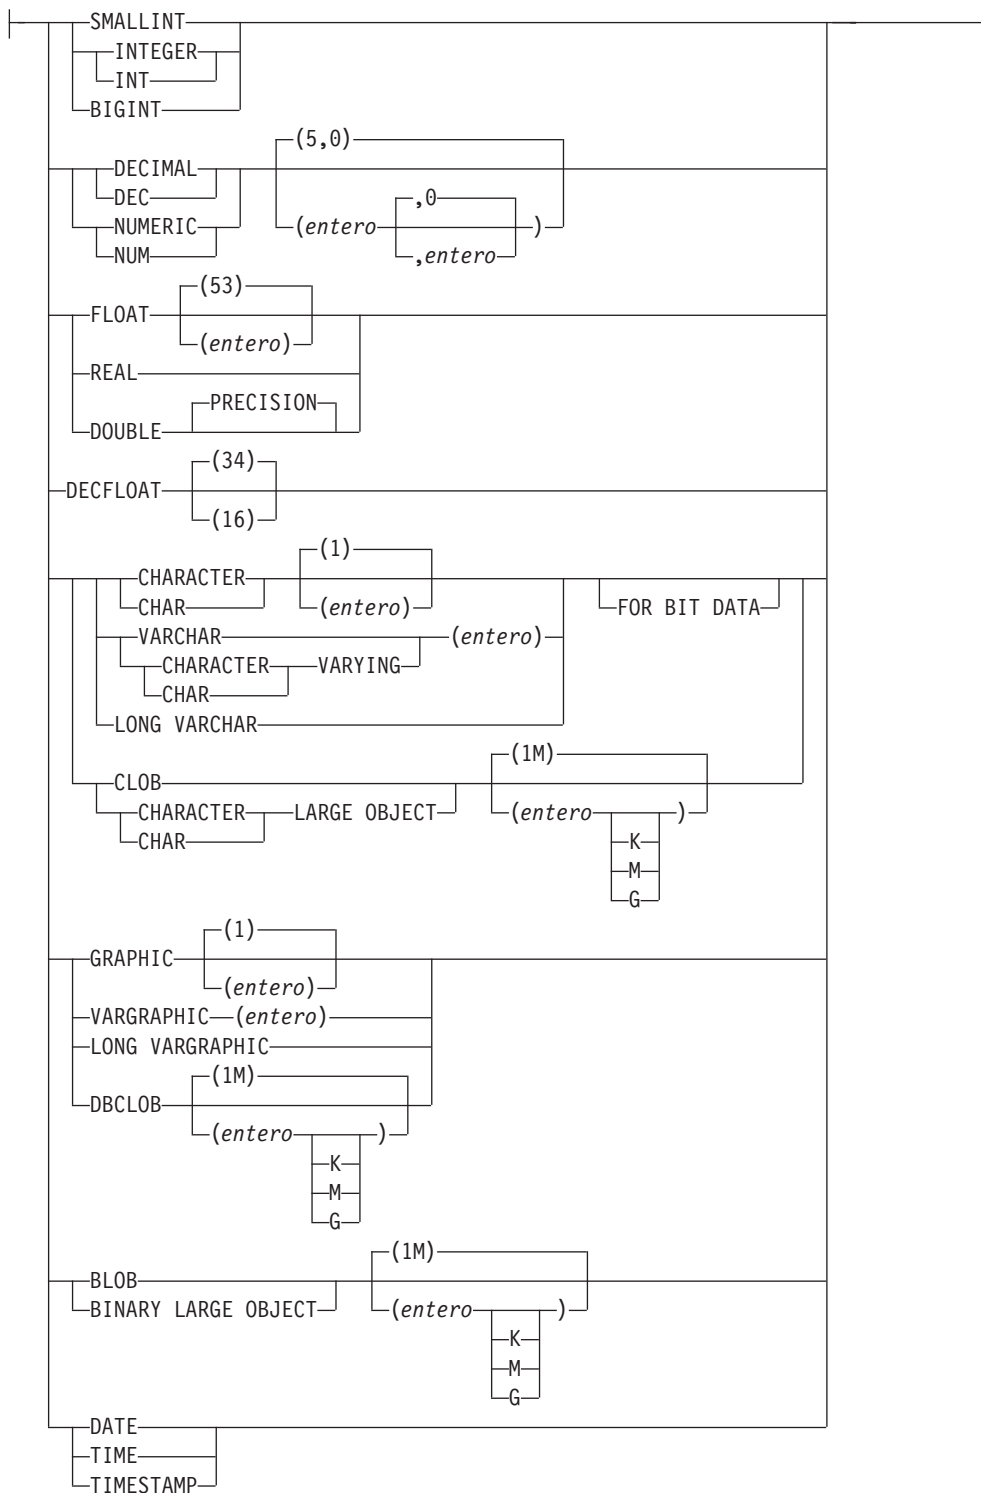 SMALLINT
INTEGER
INT
BIGINT
(5,0)
DECIMAL
DEC
,0
NUMERIC
(entero )
NUM
,entero
(53)
FLOAT
(entero)
REAL
PRECISION
DOUBLE
(34)
DECFLOAT
(16)
(1)
CHARACTER
CHAR (entero) FOR BIT DATA
VARCHAR (entero)
CHARACTER VARYING
CHAR
LONG VARCHAR
(1M)
CLOB
CHARACTER LARGE OBJECT (entero )
CHAR K
M
G
(1)
GRAPHIC
(entero)
VARGRAPHIC (entero)
LONG VARGRAPHIC
(1M)
DBCLOB
(entero )
K
M
G
(1M)
BLOB
BINARY LARGE OBJECT (entero )
K
M
G
DATE
TIME
TIMESTAMP